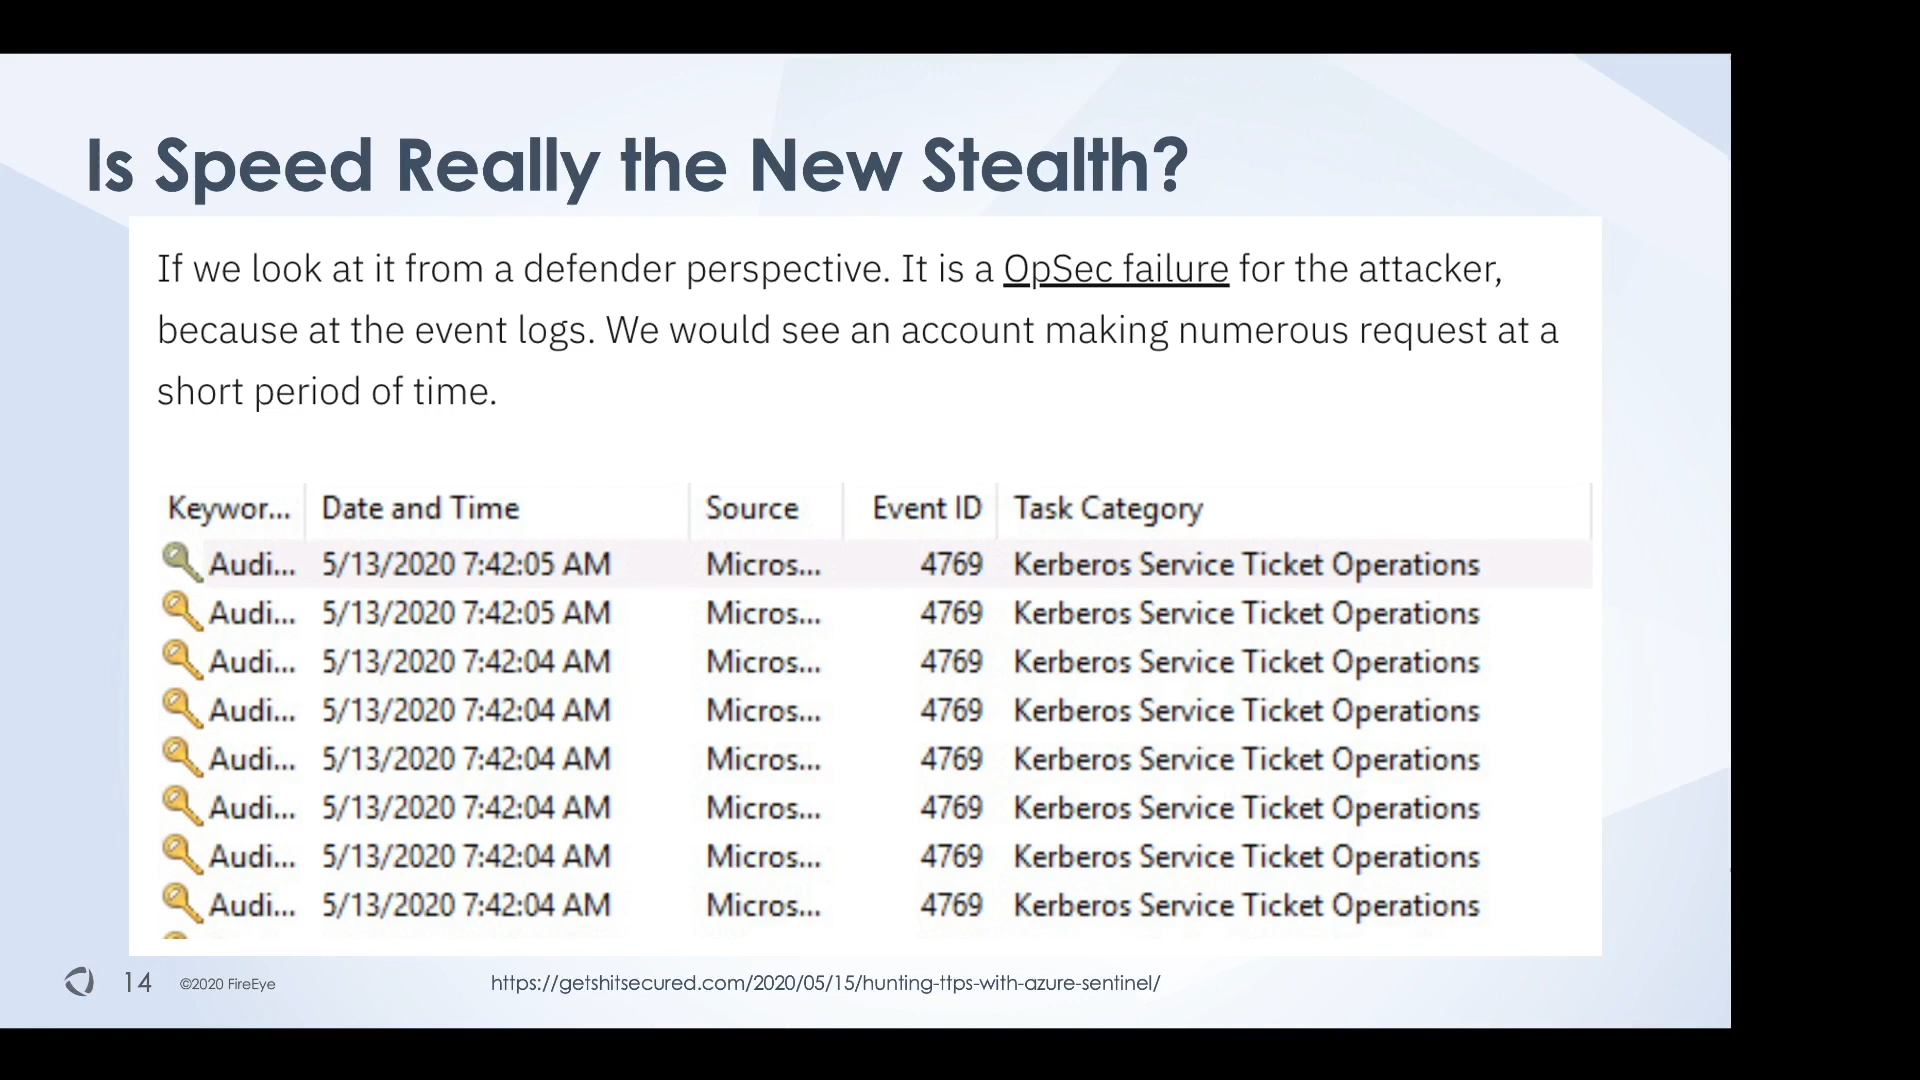 Is Speed Really the New Stealth?
If we look at it from a defender perspective. It is a OpSec failure for the attacker,
because at the event logs. We would see an account making numerous request at a
short period of time.
Keywor... Date and Time Source Event ID Task Category
Audi... 5/13/2020 7:42:05 AM Micros... 4769 Kerberos Service Ticket Operations
Audi... 5/13/2020 7:42:05 AM Micros... 4769 Kerberos Service Ticket Operations
Audi... 5/13/2020 7:42:04 AM Micros... 4769 Kerberos Service Ticket Operations
Audi... 5/13/2020 7:42:04 AM Micros... 4769 Kerberos Service Ticket Operations
Audi... 5/13/2020 7:42:04 AM Micros... 4769 Kerberos Service Ticket Operations
Audi... 5/13/2020 7:42:04 AM Micros... 4769 Kerberos Service Ticket Operations
Audi... 5/13/2020 7:42:04 AM Micros... 4769 Kerberos Service Ticket Operations
Audi... 5/13/2020 7:42:04 AM Micros... 4769 Kerberos Service Ticket Operations
14 ©2020 FireEye https://getshitsecured.com/2020/05/15/hunting-ttps-with-azure-sentinel/